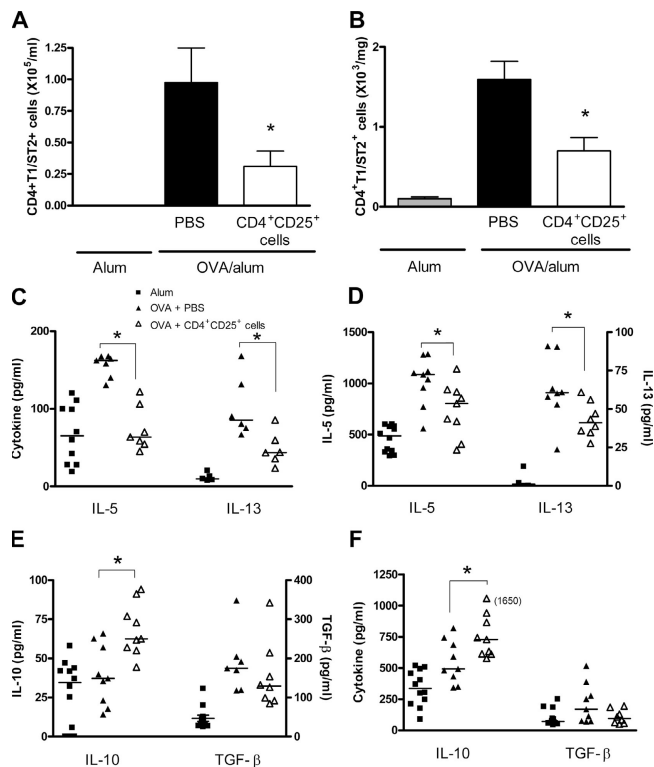 A
CD4+T1/ST2+ cells (X10⁵/ml)
1.25
1.00
0.75
0.50
0.25
0.00
*
PBS
CD4⁺CD25⁺
cells
Alum
OVA/alum
B
CD4⁺T1/ST2⁺ cells (X10³/mg)
2
1
0
*
PBS
CD4⁺CD25⁺
cells
Alum
OVA/alum
C
Alum
OVA + PBS
OVA + CD4⁺CD25⁺ cells
Cytokine (pg/ml)
200
100
0
*
*
IL-5
IL-13
D
IL-5 (pg/ml)
1500
1000
500
0
*
*
100
75
50
25
0
IL-13 (pg/ml)
IL-5
IL-13
E
IL-10 (pg/ml)
100
75
50
25
0
*
400
300
200
100
0
TGF-β (pg/ml)
IL-10
TGF- β
F
Cytokine (pg/ml)
1250
1000
750
500
250
0
*
(1650)
IL-10
TGF- β